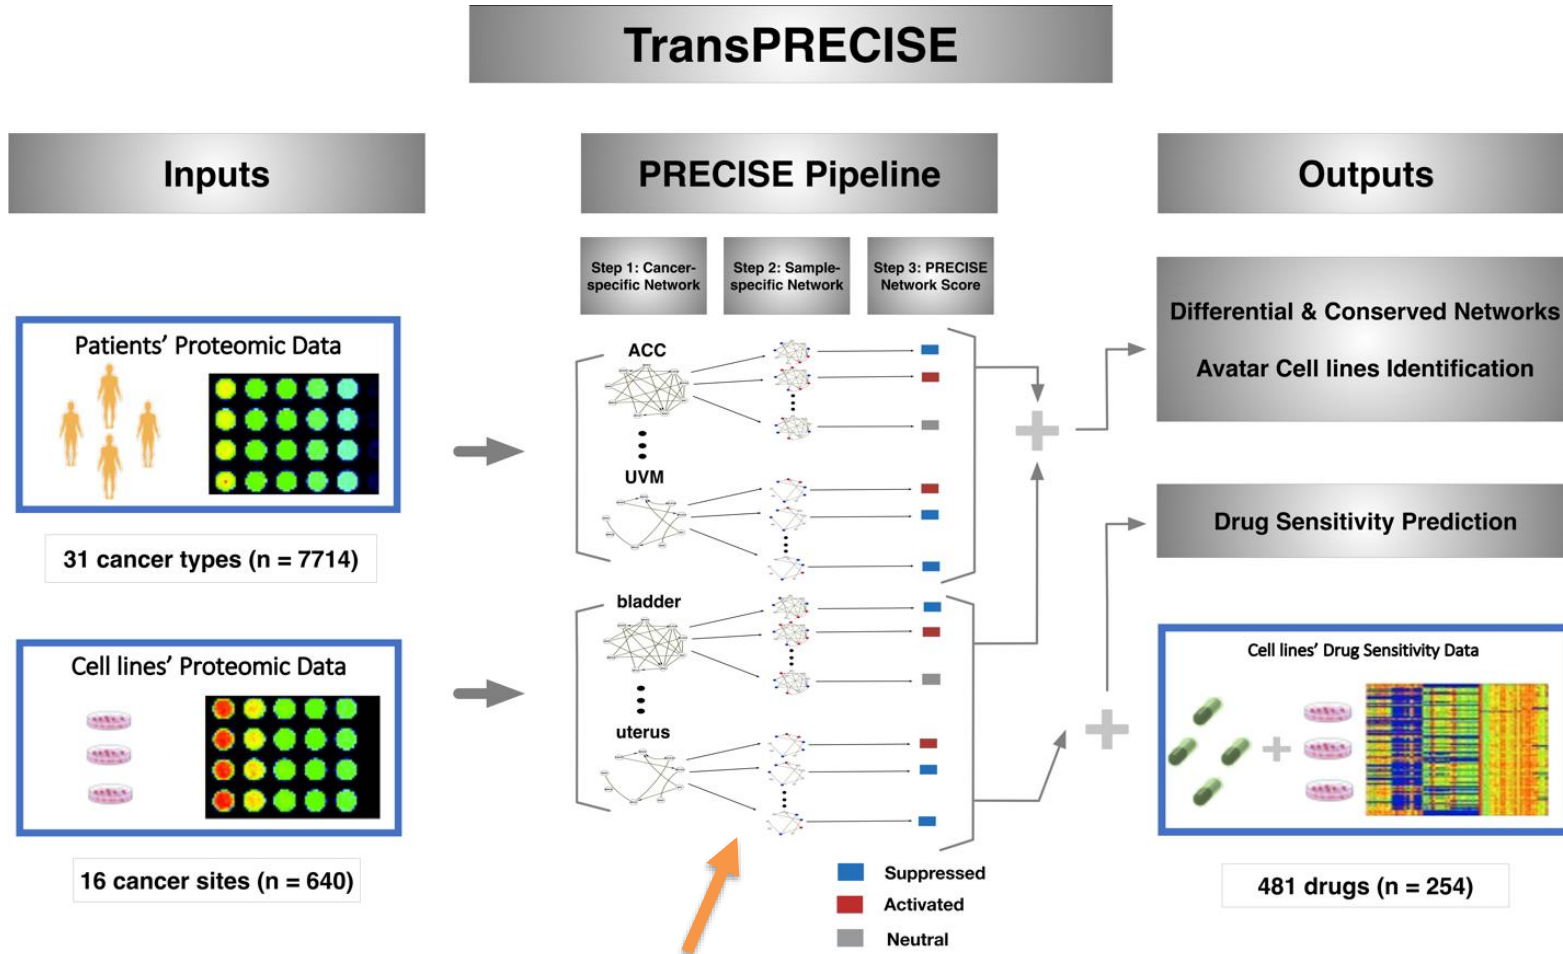 TransPRECISE
Inputs
PRECISE Pipeline
Outputs
Step 1: Cancer-
specific Network
Step 2: Sample-
specific Network
Step 3: PRECISE
Network Score
Patients' Proteomic Data
31 cancer types (n = 7714)
Cell lines' Proteomic Data
16 cancer sites (n = 640)
ACC
UVM
bladder
uterus
Suppressed
Activated
Neutral
Differential & Conserved Networks
Avatar Cell lines Identification
Drug Sensitivity Prediction
Cell lines' Drug Sensitivity Data
481 drugs (n = 254)